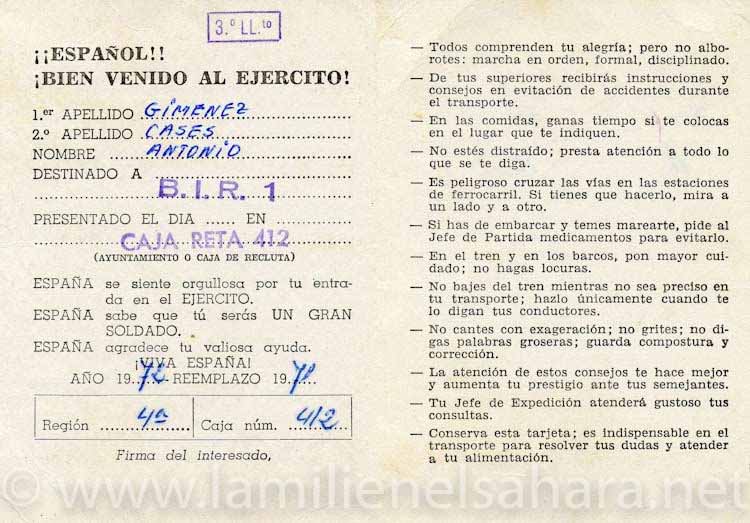 3.º LL.to
¡¡ESPAÑOL!!
¡BIEN VENIDO AL EJERCITO!
1.er APELLIDO GIMENEZ
2.º APELLIDO CASES
NOMBRE ANTONIO
DESTINADO A
B.I.R. 1
PRESENTADO EL DIA ...... EN
CAJA RETA 412
(AYUNTAMIENTO O CAJA DE RECLUTA)
ESPAÑA se siente orgullosa por tu entra-
da en el EJERCITO.
ESPAÑA sabe que tú serás UN GRAN
SOLDADO.
ESPAÑA agradece tu valiosa ayuda.
¡VIVA ESPAÑA!
AÑO 19 72 REEMPLAZO 19 71
Región 4ª Caja núm. 412
Firma del interesado,
— Todos comprenden tu alegría; pero no albo-
rotes: marcha en orden, formal, disciplinado.
— De tus superiores recibirás instrucciones y
consejos en evitación de accidentes durante
el transporte.
— En las comidas, ganas tiempo si te colocas
en el lugar que te indiquen.
— No estés distraído; presta atención a todo lo
que se te diga.
— Es peligroso cruzar las vías en las estaciones
de ferrocarril. Si tienes que hacerlo, mira a
un lado y a otro.
— Si has de embarcar y temes marearte, pide al
Jefe de Partida medicamentos para evitarlo.
— En el tren y en los barcos, pon mayor cui-
dado; no hagas locuras.
— No bajes del tren mientras no sea preciso en
tu transporte; hazlo únicamente cuando te
lo digan tus conductores.
— No cantes con exageración; no grites; no di-
gas palabras groseras; guarda compostura y
corrección.
— La atención de estos consejos te hace mejor
y aumenta tu prestigio ante tus semejantes.
— Tu Jefe de Expedición atenderá gustoso tus
consultas.
— Conserva esta tarjeta; es indispensable en el
transporte para resolver tus dudas y atender
a tu alimentación.
© www.lamilienelsahara.net